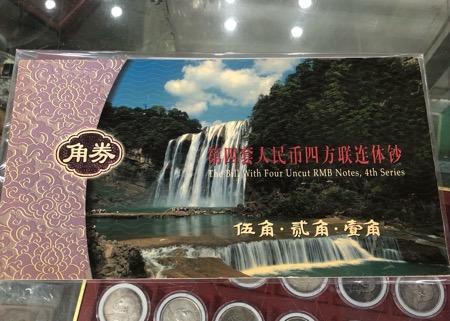 角券
第四套人民币四方联连体钞
The Bill With Four Uncut RMB Notes, 4th Series
伍角·贰角·壹角